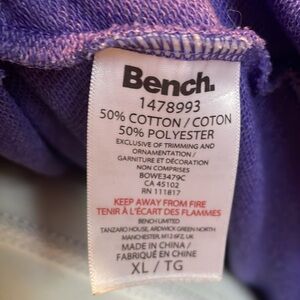 Bench.
1478993
50% COTTON / COTON
50% POLYESTER
EXCLUSIVE OF TRIMMING AND
ORNAMENTATION /
GARNITURE ET DÉCORATION
NON COMPRISES
BOWE3479C
CA 45102
RN 111817
KEEP AWAY FROM FIRE
TENIR À L'ÉCART DES FLAMMES
BENCH LIMITED
TANZARO HOUSE, ARDWICK GREEN NORTH,
MANCHESTER, M12 6FZ, UK
MADE IN CHINA /
FABRIQUÉ EN CHINE
XL / TG